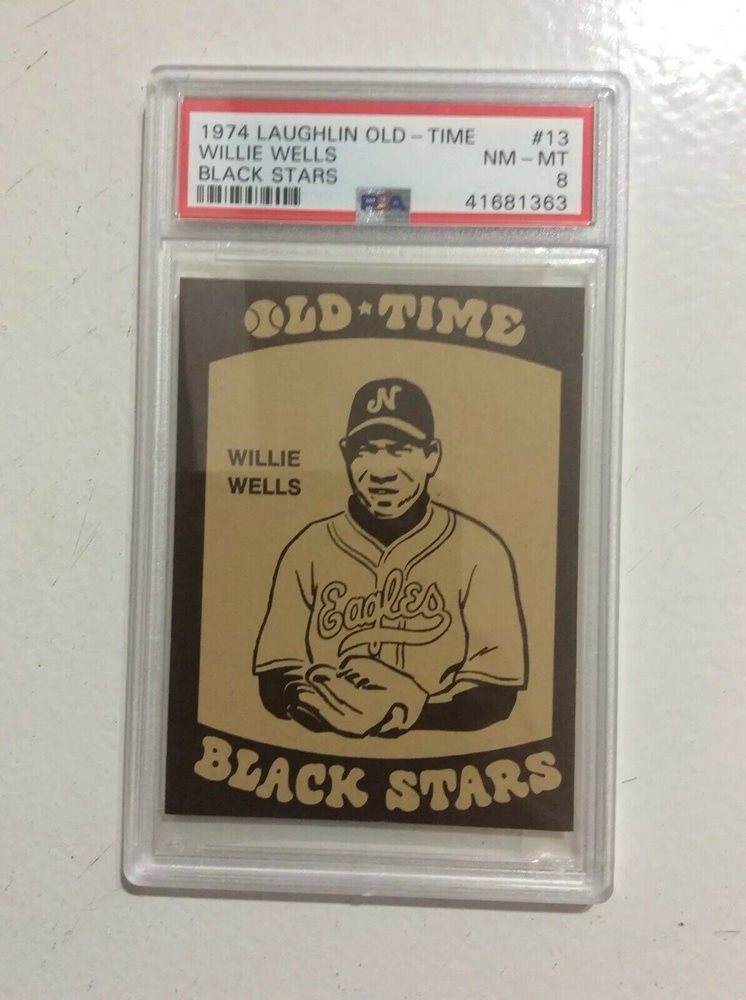 1974 LAUGHLIN OLD - TIME #13
WILLIE WELLS NM - MT
BLACK STARS 8
PSA 41681363
OLD TIME
N
WILLIE
WELLS
Eagles
BLACK STARS